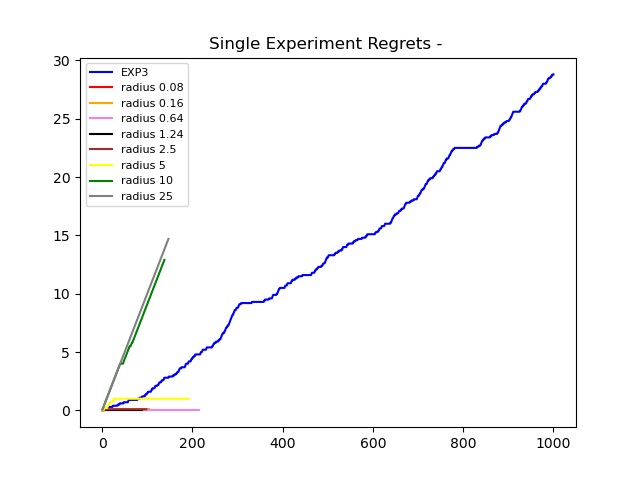 Single Experiment Regrets -
30
25
20
15
10
5
0
EXP3
radius 0.08
radius 0.16
radius 0.64
radius 1.24
radius 2.5
radius 5
radius 10
radius 25
0 200 400 600 800 1000